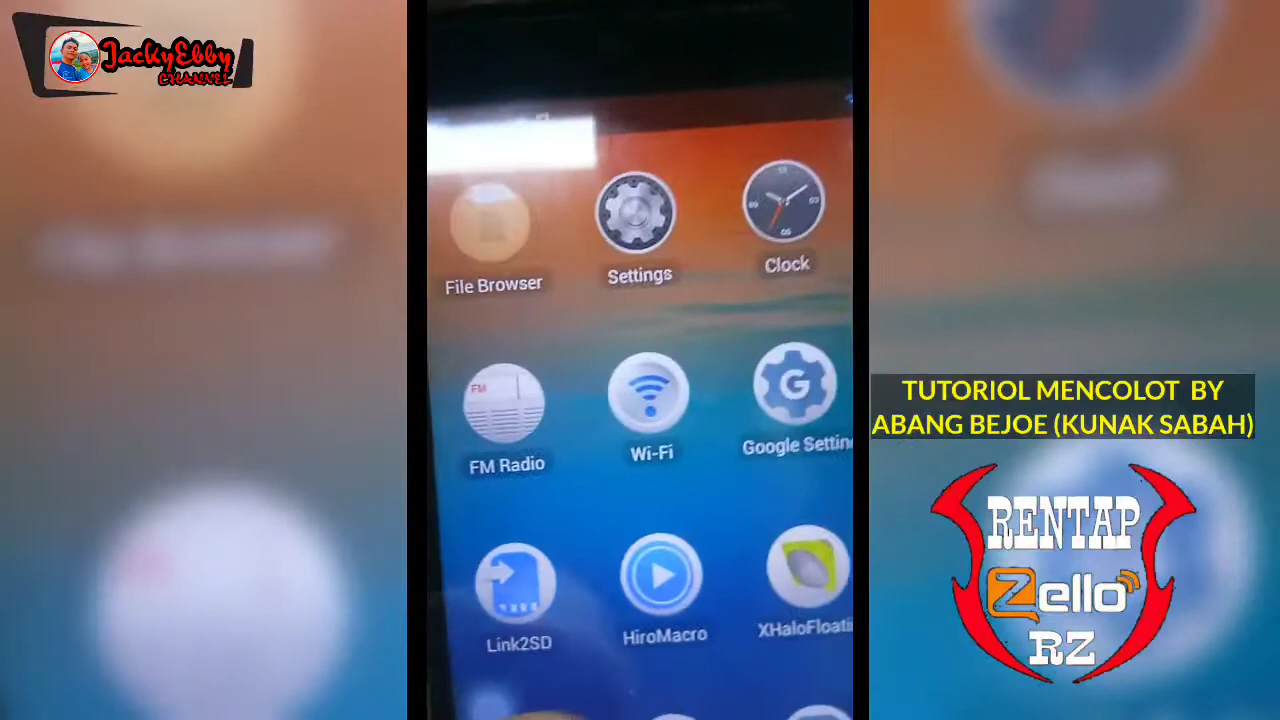 JackyEbby
CHANNEL
File Browser
Settings
Clock
FM
FM Radio
Wi-Fi
G
Google Settin
Link2SD
HiroMacro
XHaloFloati
TUTORIOL MENCOLOT BY
ABANG BEJOE (KUNAK SABAH)
RENTAP
Zello
RZ